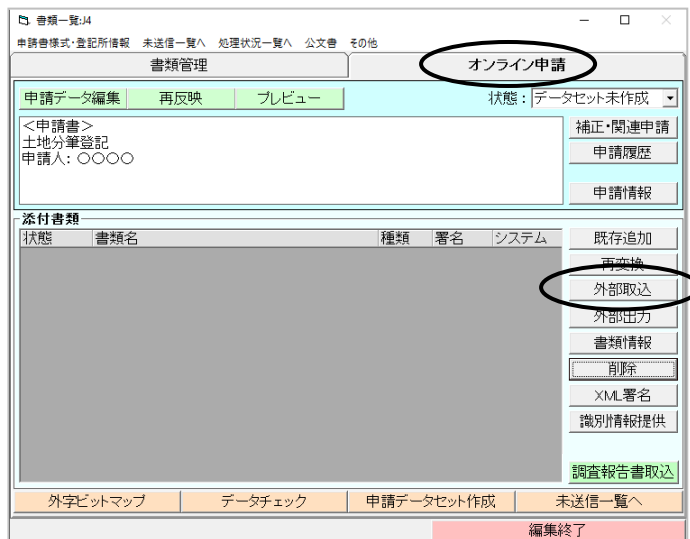 書類一覧:J4
申請書様式・登記所情報 未送信一覧へ 処理状況一覧へ 公文書 その他
書類管理 オンライン申請
申請データ編集 再反映 プレビュー 状態: データセット未作成
<申請書>
土地分筆登記
申請人: ○○○○
補正・関連申請
申請履歴
申請情報
添付書類
状態 書類名 種類 署名 システム
既存追加
再変換
外部取込
外部出力
書類情報
削除
XML署名
識別情報提供
調査報告書取込
外字ビットマップ データチェック 申請データセット作成 未送信一覧へ
編集終了